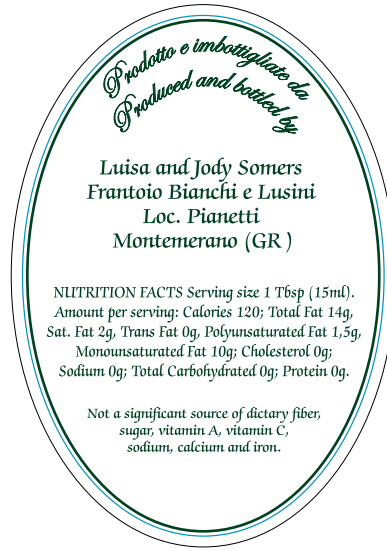 Prodotto e imbottigliate da
Produced and bottled by
Luisa and Jody Somers
Frantoio Bianchi e Lusini
Loc. Pianetti
Montemerano (GR)
NUTRITION FACTS Serving size 1 Tbsp (15ml).
Amount per serving: Calories 120; Total Fat 14g,
Sat. Fat 2g, Trans Fat 0g, Polyunsaturated Fat 1,5g,
Monounsaturated Fat 10g; Cholesterol 0g;
Sodium 0g; Total Carbohydrated 0g; Protein 0g.
Not a significant source of dictary fiber,
sugar, vitamin A, vitamin C,
sodium, calcium and iron.